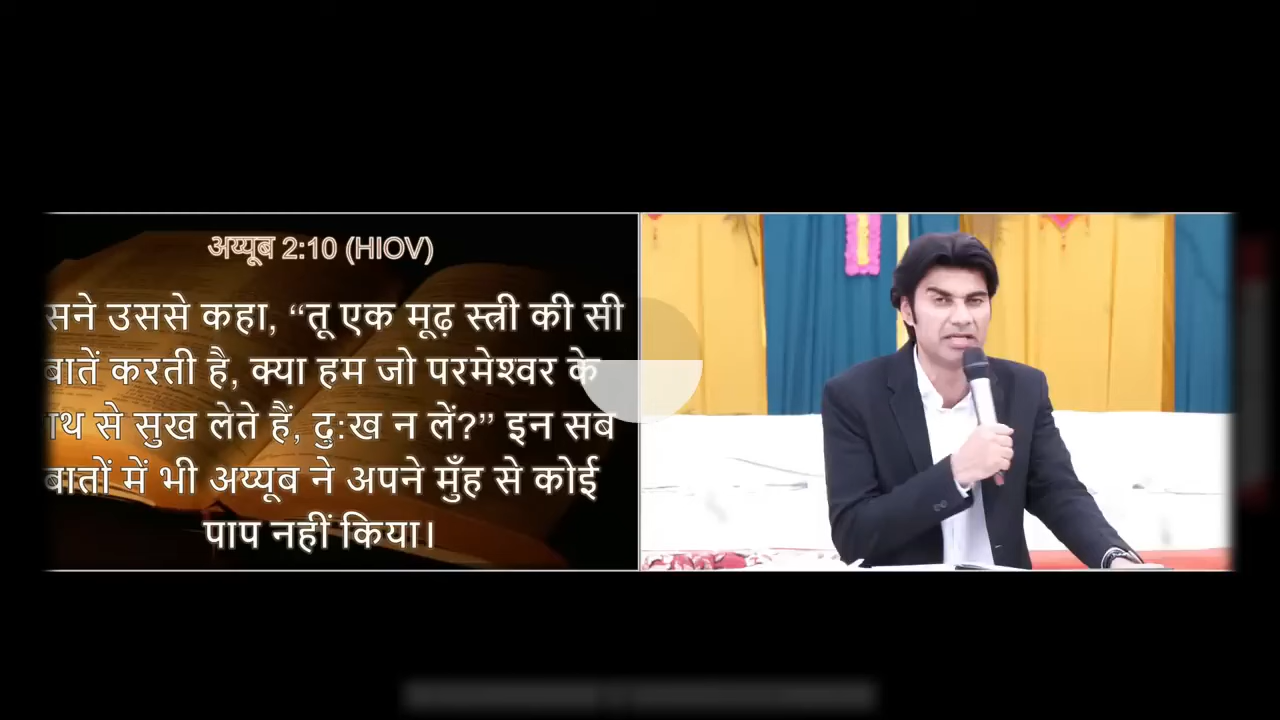 अय्यूब 2:10 (HIOV)
सने उससे कहा, “तू एक मूढ़ स्त्री की सी
बातें करती है, क्या हम जो परमेश्वर के
ाथ से सुख लेते हैं, दुःख न लें?” इन सब
बातों में भी अय्यूब ने अपने मुँह से कोई
पाप नहीं किया।